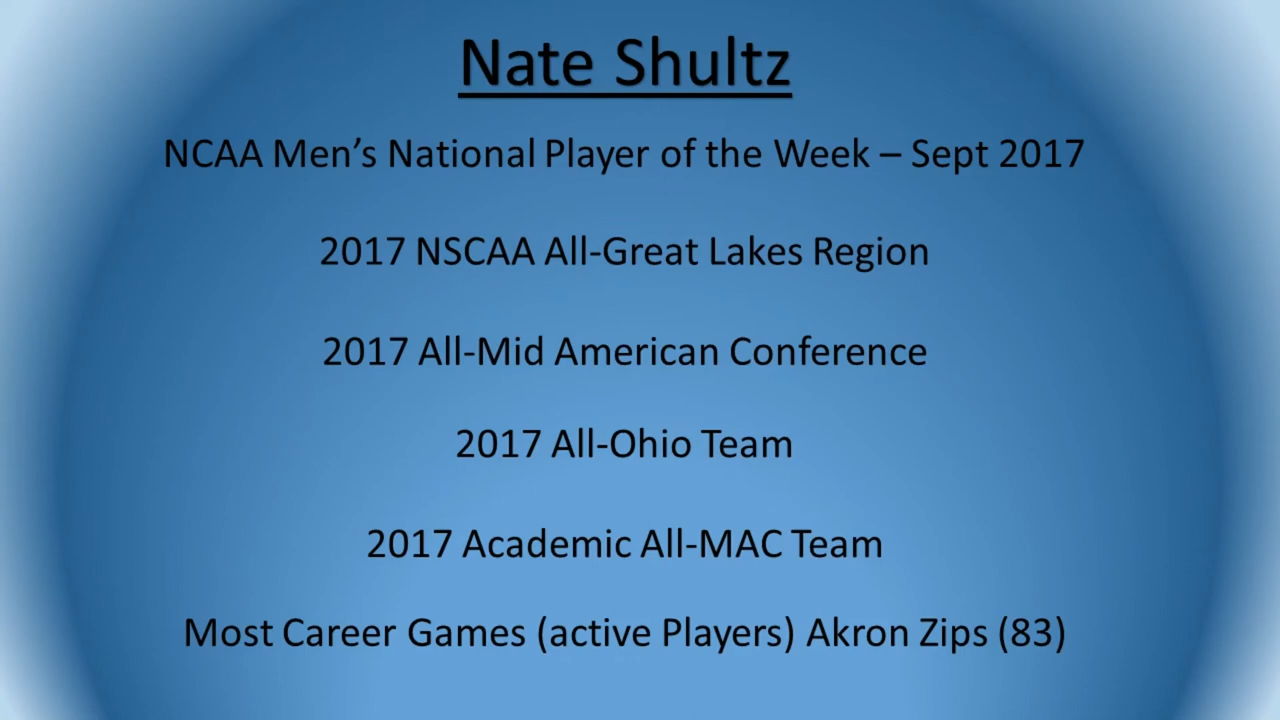 Nate Shultz
NCAA Men’s National Player of the Week – Sept 2017
2017 NSCAA All-Great Lakes Region
2017 All-Mid American Conference
2017 All-Ohio Team
2017 Academic All-MAC Team
Most Career Games (active Players) Akron Zips (83)